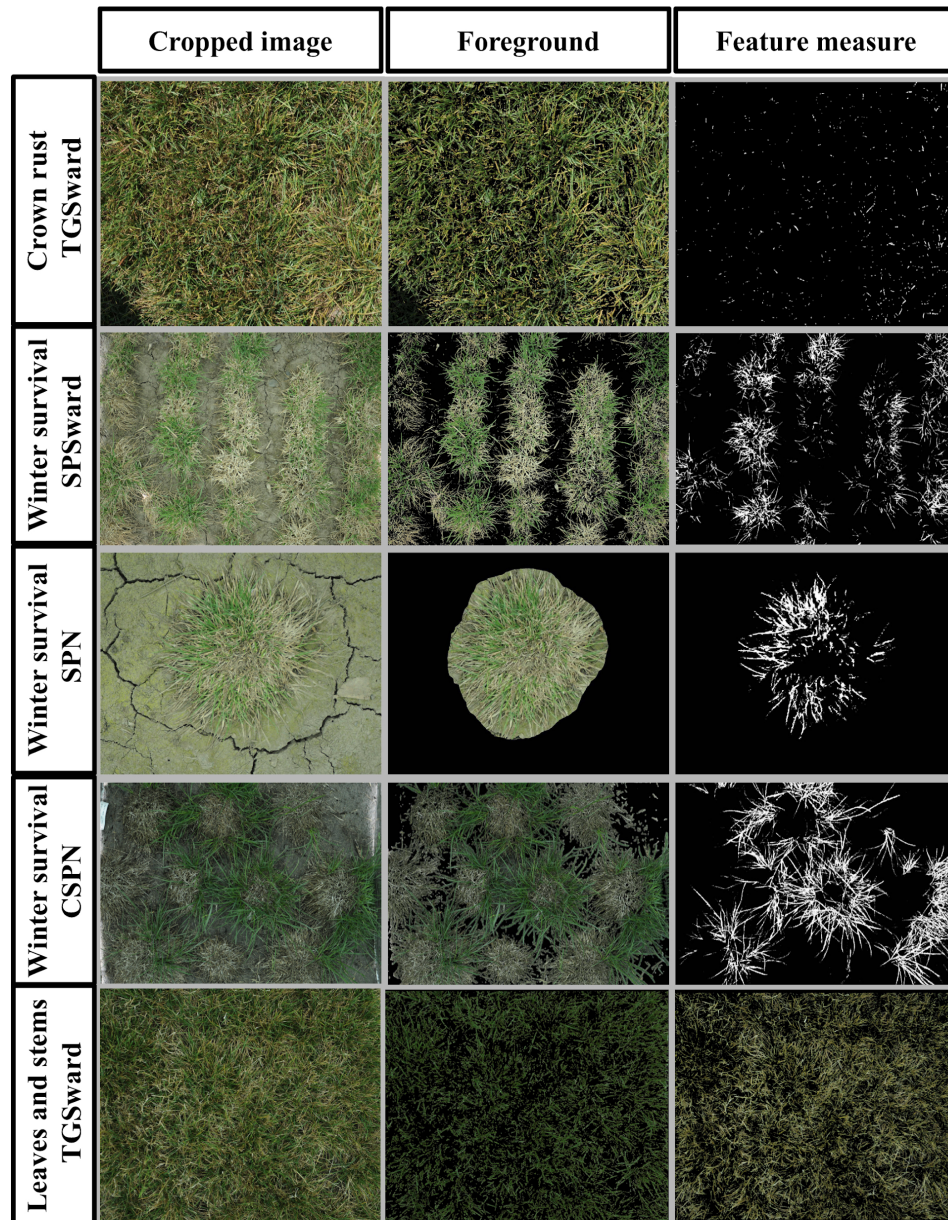 Cropped image
Foreground
Feature measure
Crown rust
TGSward
Winter survival
SPSward
Winter survival
SPN
Winter survival
CSPN
Leaves and stems
TGSward